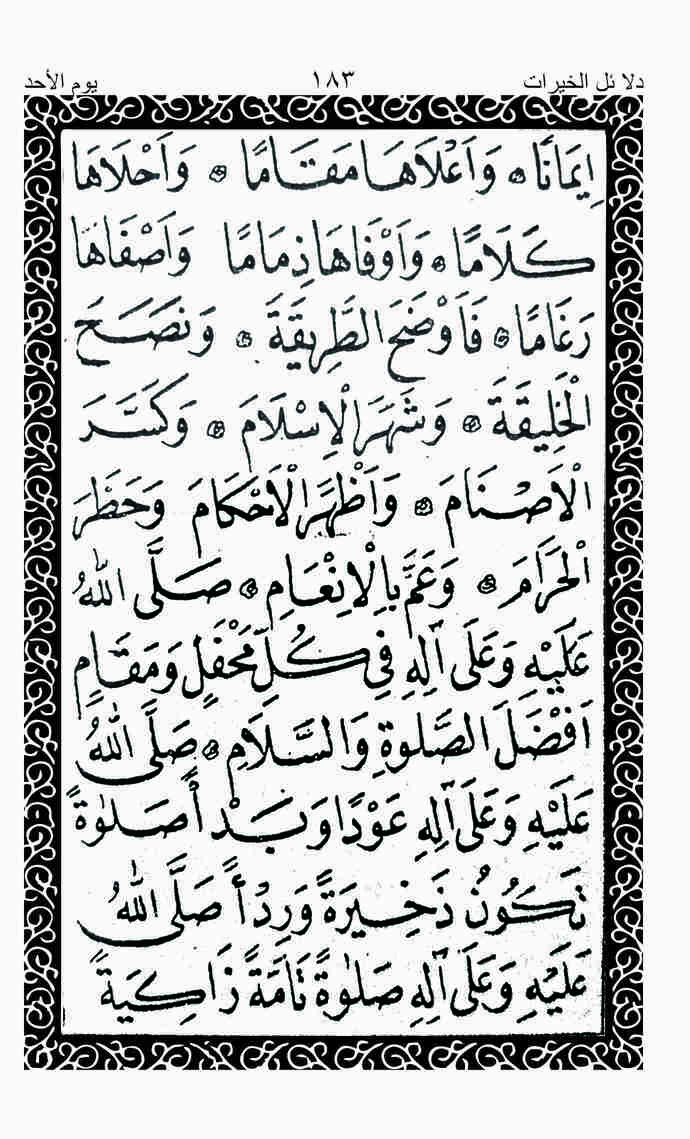 دلا ئل الخيرات ١٨٣ يوم الأحد
اِيمَانًا ۞ وَاَعْلَاهَا مَقَامًا ۞ وَاَحْلَاهَا
كَلَامًا ۞ وَاَوْفَاهَا ذِمَامًا وَاَصْفَاهَا
رَغَامًا ۞ فَاَوْضَحَ الطَّرِيقَةَ ۞ وَنَصَحَ
الْخَلِيقَةَ ۞ وَشَهَرَ الْاِسْلَامَ ۞ وَكَسَّرَ
الْاَصْنَامَ ۞ وَاَظْهَرَ الْاَحْكَامَ وَحَظَرَ
الْحَرَامَ ۞ وَعَمَّ بِالْاِنْعَامِ ۞ صَلَّى اللّٰهُ
عَلَيْهِ وَعَلَى اٰلِهِ فِي كُلِّ مَحْفَلٍ وَمَقَامٍ
اَفْضَلَ الصَّلٰوةِ وَالسَّلَامِ ۞ صَلَّى اللّٰهُ
عَلَيْهِ وَعَلَى اٰلِهِ عَوْدًا وَبَدْأً صَلٰوةً
تَكُونُ ذَخِيرَةً وَرِدْأً صَلَّى اللّٰهُ
عَلَيْهِ وَعَلَى اٰلِهِ صَلٰوةً تَامَّةً زَاكِيَةً